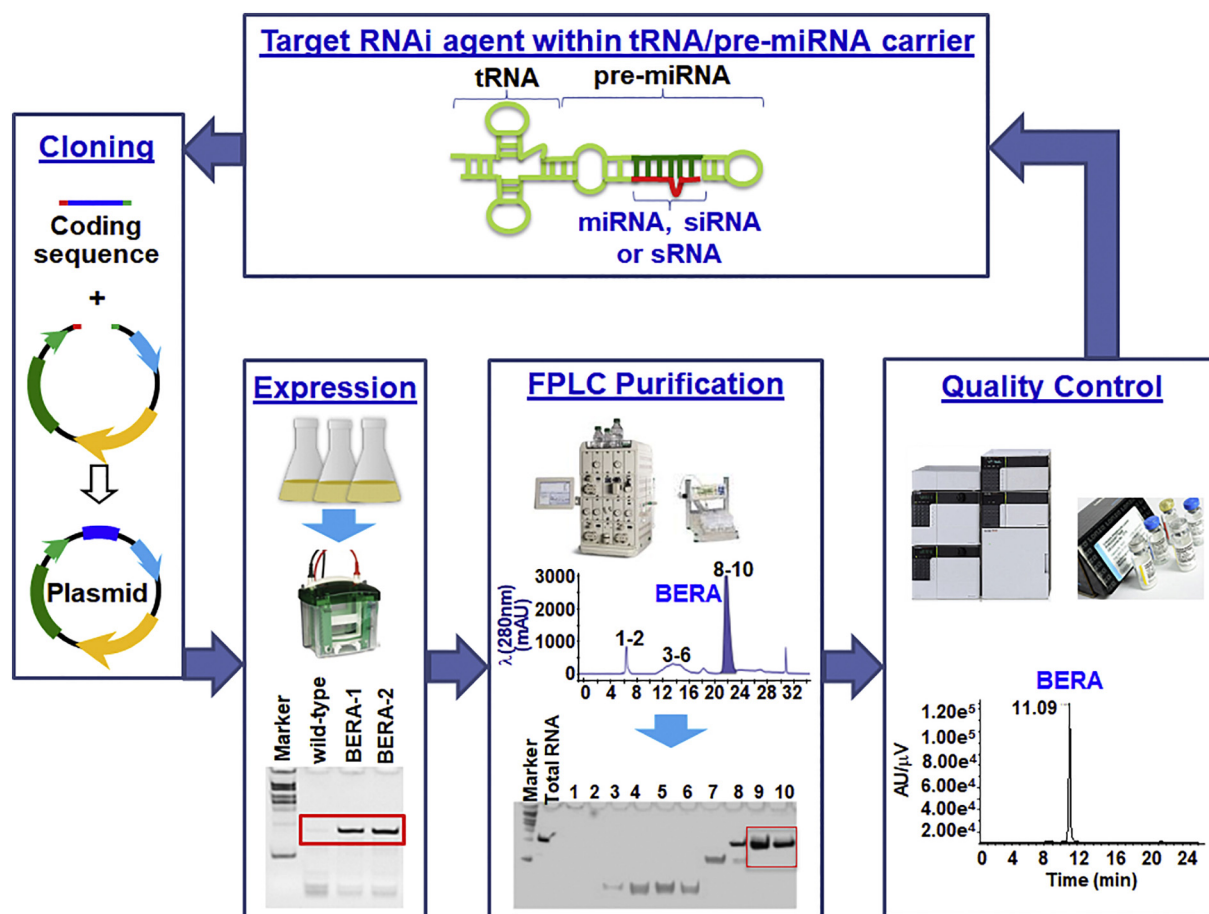 Target RNAi agent within tRNA/pre-miRNA carrier
tRNA
pre-miRNA
miRNA, siRNA
or sRNA
Cloning
Coding
sequence
+
Plasmid
Expression
Marker
wild-type
BERA-1
BERA-2
FPLC Purification
λ(280nm)
(mAU)
3000
2000
1000
0
BERA
8-10
1-2
3-6
0 4 8 12 16 19 22 24 28 32
Marker
Total RNA
1 2 3 4 5 6 7 8 9 10
Quality Control
BERA
11.09
AU/μV
1.20e⁵
1.00e⁵
8.00e⁴
6.00e⁴
4.00e⁴
2.00e⁴
0 4 8 12 16 20 24
Time (min)